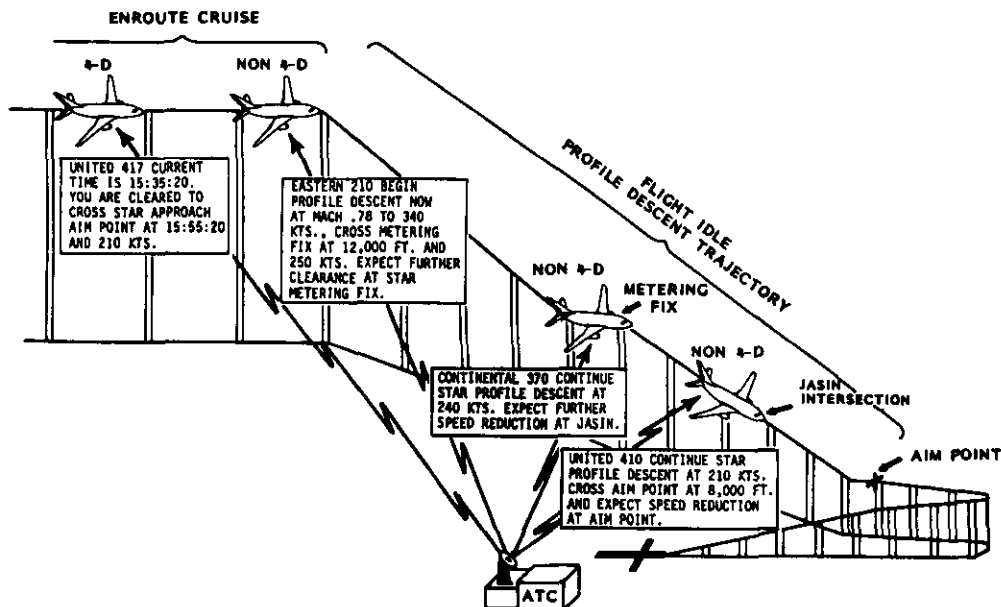 ENROUTE CRUISE
4-D
NON 4-D
UNITED 417 CURRENT
TIME IS 15:35:20.
YOU ARE CLEARED TO
CROSS STAR APPROACH
AIM POINT AT 15:55:20
AND 210 KTS.
EASTERN 210 BEGIN
PROFILE DESCENT NOW
AT MACH .78 TO 340
KTS., CROSS METERING
FIX AT 12,000 FT. AND
250 KTS. EXPECT FURTHER
CLEARANCE AT STAR
METERING FIX.
FLIGHT IDLE
PROFILE DESCENT TRAJECTORY
NON 4-D
METERING
FIX
CONTINENTAL 370 CONTINUE
STAR PROFILE DESCENT AT
240 KTS. EXPECT FURTHER
SPEED REDUCTION AT JASIN.
NON 4-D
JASIN
INTERSECTION
UNITED 410 CONTINUE STAR
PROFILE DESCENT AT 210 KTS.
CROSS AIM POINT AT 8,000 FT.
AND EXPECT SPEED REDUCTION
AT AIM POINT.
AIM POINT
ATC